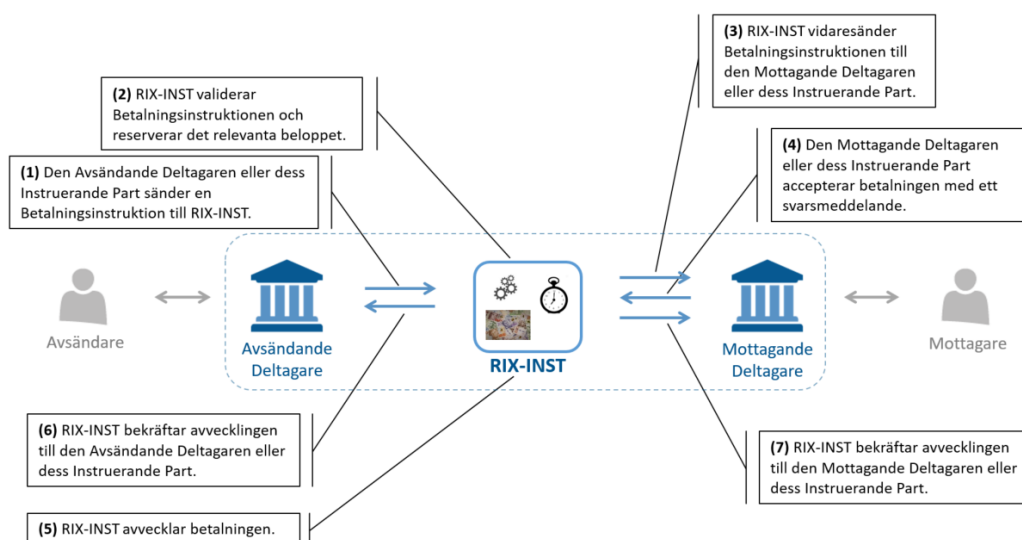 (3) RIX-INST vidaresänder
Betalningsinstruktionen till
den Mottagande Deltagaren
eller dess Instruerande Part.
(2) RIX-INST validerar
Betalningsinstruktionen och
reserverar det relevanta beloppet.
(4) Den Mottagande Deltagaren
eller dess Instruerande Part
accepterar betalningen med ett
svarsmeddelande.
(1) Den Avsändande Deltagaren eller dess
Instruerande Part sänder en
Betalningsinstruktion till RIX-INST.
Avsändare
Avsändande
Deltagare
RIX-INST
Mottagande
Deltagare
Mottagare
(6) RIX-INST bekräftar avvecklingen
till den Avsändande Deltagaren eller
dess Instruerande Part.
(7) RIX-INST bekräftar avvecklingen
till den Mottagande Deltagaren eller
dess Instruerande Part.
(5) RIX-INST avvecklar betalningen.